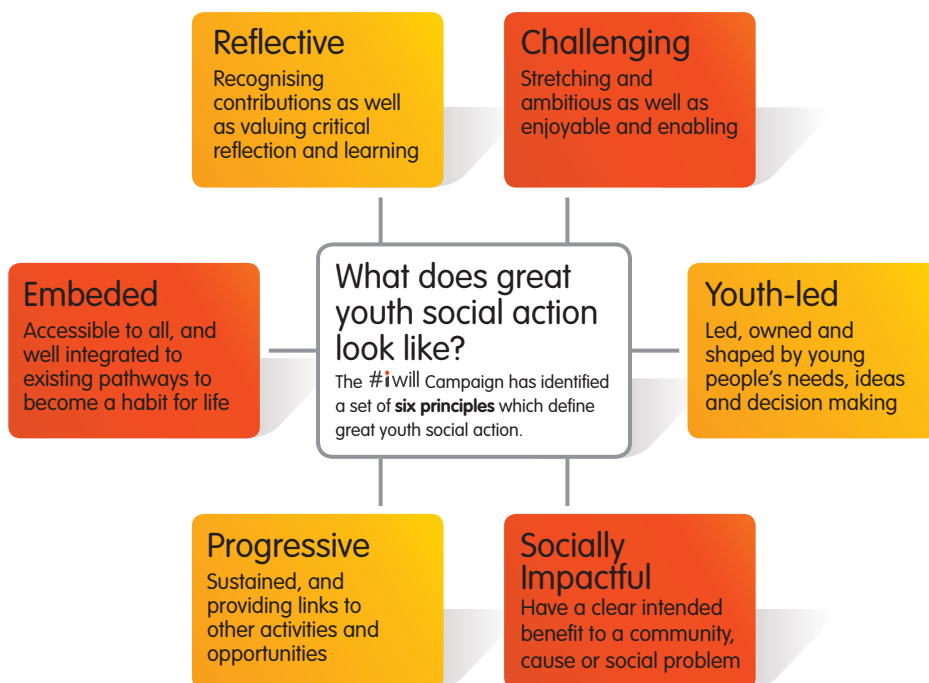 Reflective
Recognising
contributions as well
as valuing critical
reflection and learning
Challenging
Stretching and
ambitious as well as
enjoyable and enabling
Embeded
Accessible to all, and
well integrated to
existing pathways to
become a habit for life
What does great
youth social action
look like?
The #iwill Campaign has identified
a set of six principles which define
great youth social action.
Youth-led
Led, owned and
shaped by young
people's needs, ideas
and decision making
Progressive
Sustained, and
providing links to
other activities and
opportunities
Socially
Impactful
Have a clear intended
benefit to a community,
cause or social problem